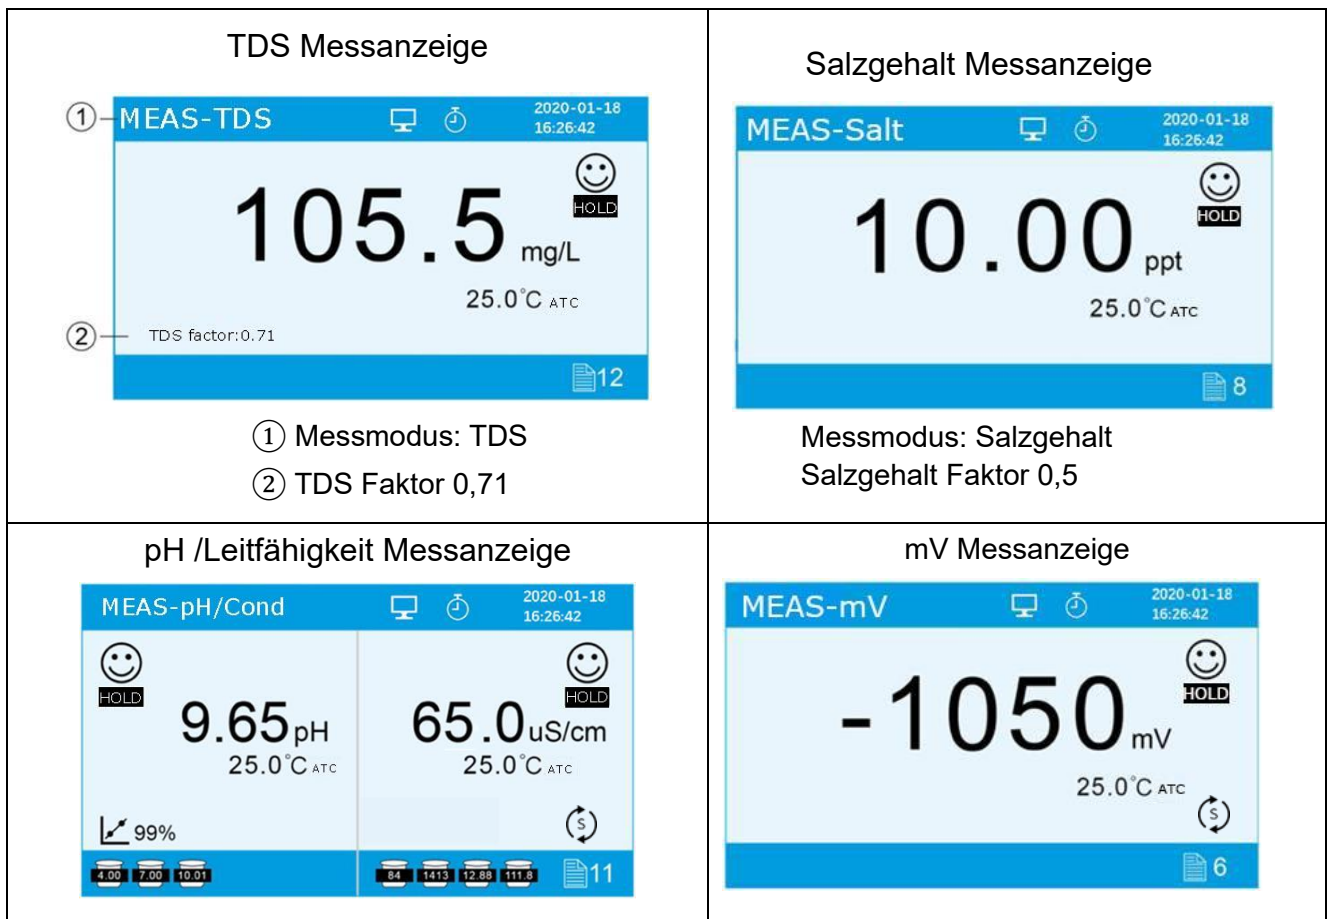 TDS Messanzeige
① MEAS-TDS 2020-01-18
16:26:42
HOLD
105.5 mg/L
25.0°C ATC
② TDS factor:0.71
12
① Messmodus: TDS
② TDS Faktor 0,71
Salzgehalt Messanzeige
MEAS-Salt 2020-01-18
16:26:42
HOLD
10.00 ppt
25.0°C ATC
8
Messmodus: Salzgehalt
Salzgehalt Faktor 0,5
pH /Leitfähigkeit Messanzeige
MEAS-pH/Cond 2020-01-18
16:26:42
HOLD
9.65 pH
25.0°C ATC
99%
4.00 7.00 10.01
HOLD
65.0 uS/cm
25.0°C ATC
S
84 1413 12.88 111.8 11
mV Messanzeige
MEAS-mV 2020-01-18
16:26:42
HOLD
-1050 mV
25.0°C ATC
S
6